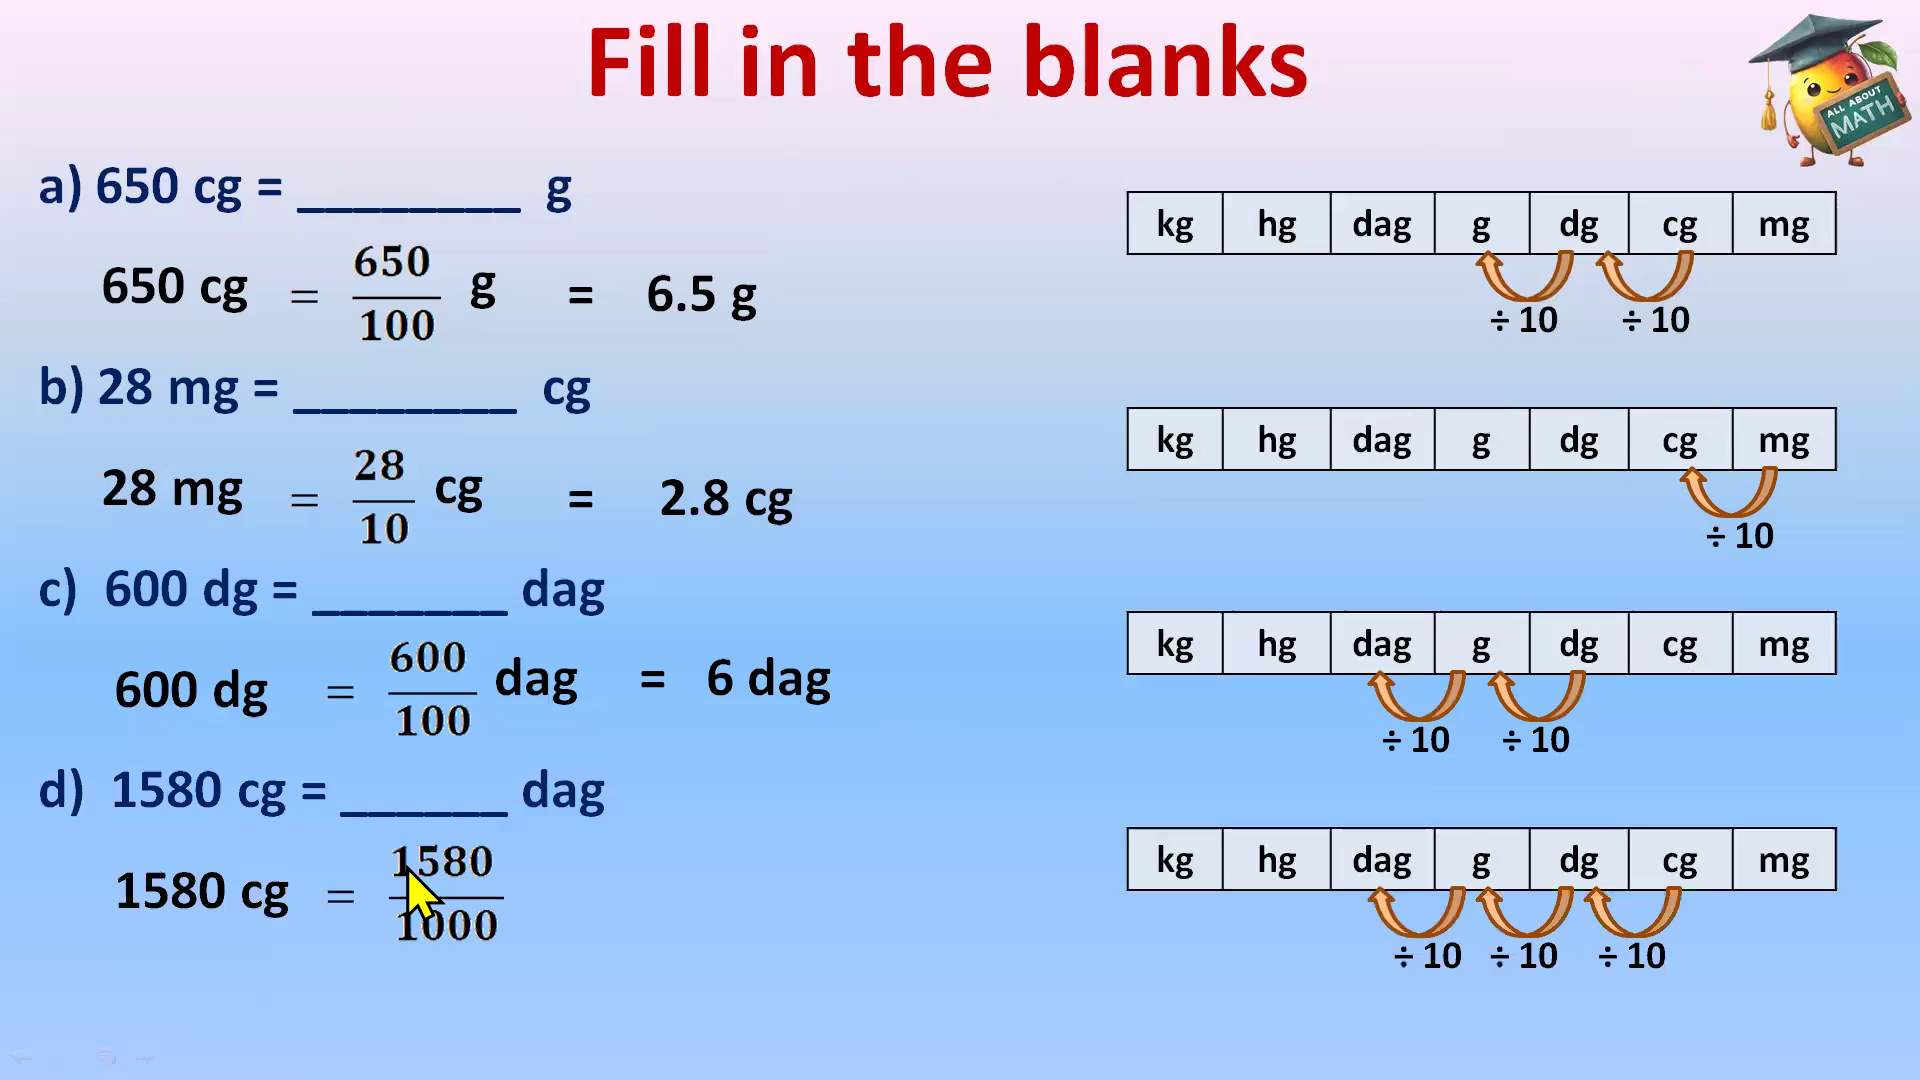 Fill in the blanks
ALL ABOUT
MATH
a) 650 cg = ________ g
650 cg = 650/100 g = 6.5 g
kg hg dag g dg cg mg
÷ 10 ÷ 10
b) 28 mg = ________ cg
28 mg = 28/10 cg = 2.8 cg
kg hg dag g dg cg mg
÷ 10
c) 600 dg = _______ dag
600 dg = 600/100 dag = 6 dag
kg hg dag g dg cg mg
÷ 10 ÷ 10
d) 1580 cg = ______ dag
1580 cg = 1580/1000
kg hg dag g dg cg mg
÷ 10 ÷ 10 ÷ 10